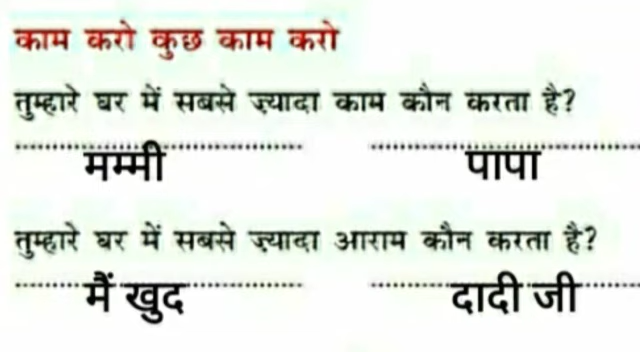 काम करो कुछ काम करो
तुम्हारे घर में सबसे ज़्यादा काम कौन करता है?
मम्मी पापा
तुम्हारे घर में सबसे ज़्यादा आराम कौन करता है?
मैं खुद दादी जी